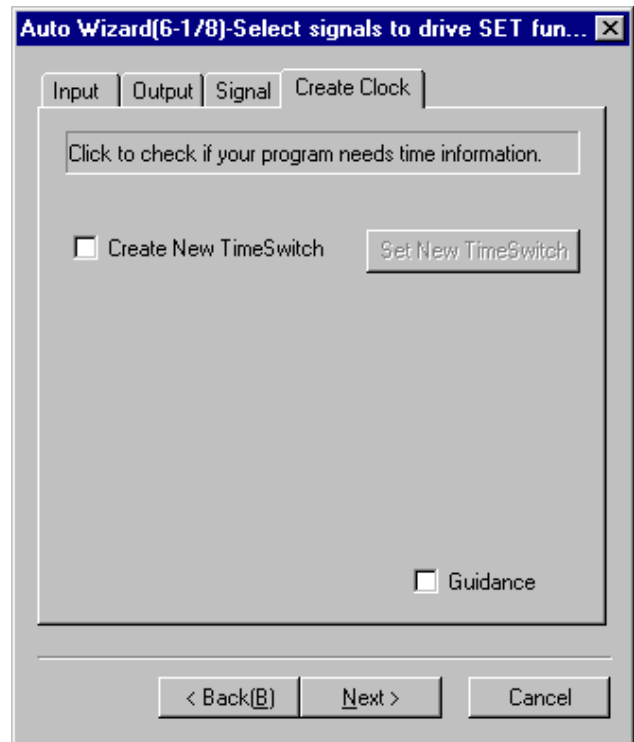 Auto Wizard(6-1/8)-Select signals to drive SET fun...
Input Output Signal Create Clock
Click to check if your program needs time information.
Create New TimeSwitch Set New TimeSwitch
Guidance
< Back(B) Next > Cancel